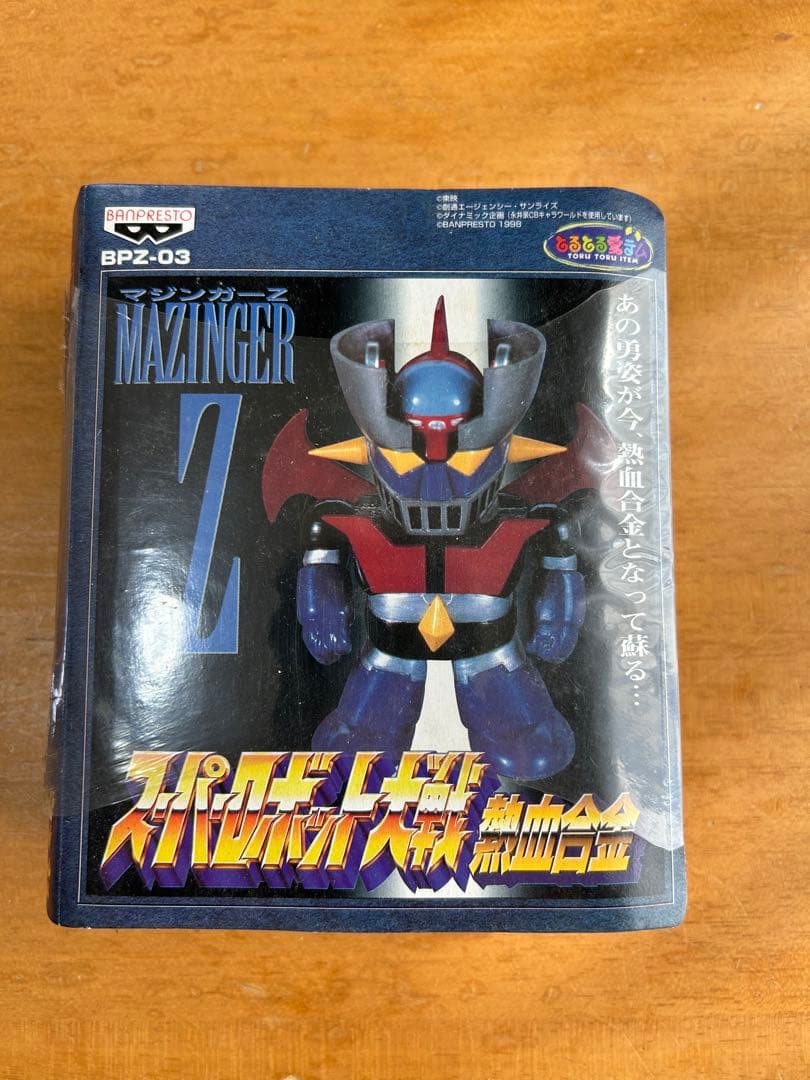 BANPRESTO
BPZ-03
©東映
©創通エージェンシー・サンライズ
©ダイナミック企画(永井豪CBキャラワールドを使用しています)
©BANPRESTO 1998
とるとる愛テム
TORU TORU ITEM
マジンガーZ
MAZINGER
Z
あの勇姿が今、熱血合金となって蘇る…
スーパーロボット大戦 熱血合金